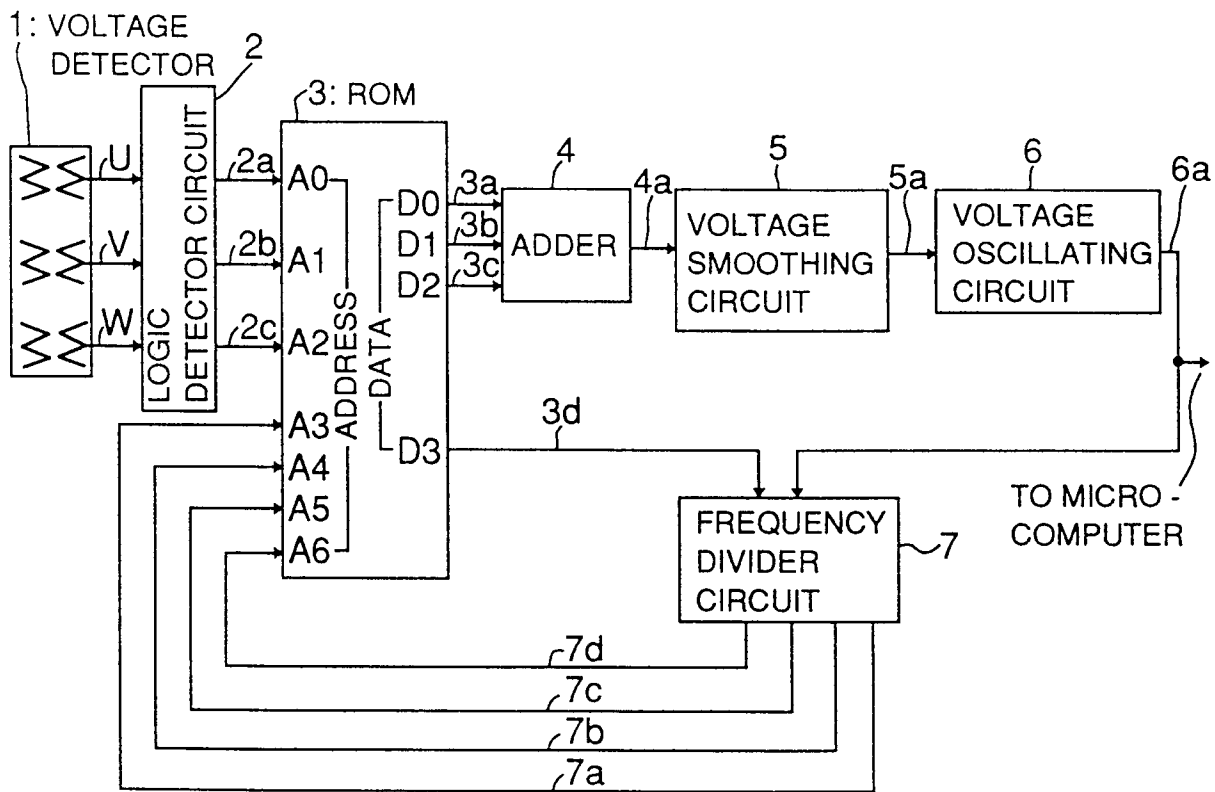 1: VOLTAGE
DETECTOR
2
3: ROM
U
V
W
LOGIC
DETECTOR CIRCUIT
2a
2b
2c
A0
A1
A2
A3
A4
A5
A6
ADDRESS
DATA
D0
D1
D2
D3
3a
3b
3c
3d
4
ADDER
4a
5
VOLTAGE
SMOOTHING
CIRCUIT
5a
6
VOLTAGE
OSCILLATING
CIRCUIT
6a
TO MICRO -
COMPUTER
FREQUENCY
DIVIDER
CIRCUIT
7
7d
7c
7b
7a